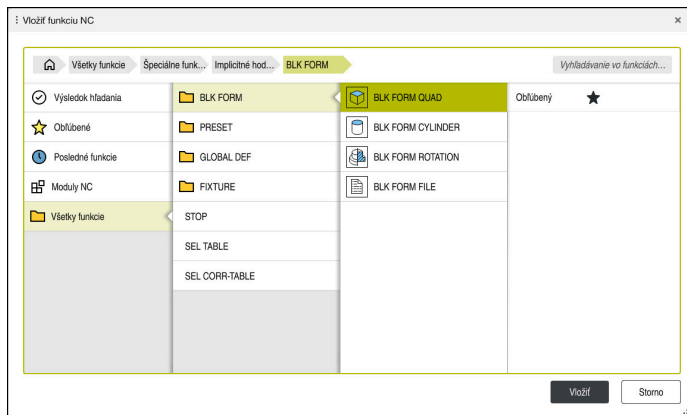 Vložiť funkciu NC
Všetky funkcie Špeciálne funk... Implicitné hod... BLK FORM Vyhľadávanie vo funkciách...
Výsledok hľadania BLK FORM BLK FORM QUAD Obľúbený
Obľúbené PRESET BLK FORM CYLINDER
Posledné funkcie GLOBAL DEF BLK FORM ROTATION
Moduly NC FIXTURE BLK FORM FILE
Všetky funkcie STOP
SEL TABLE
SEL CORR-TABLE
Vložiť Storno